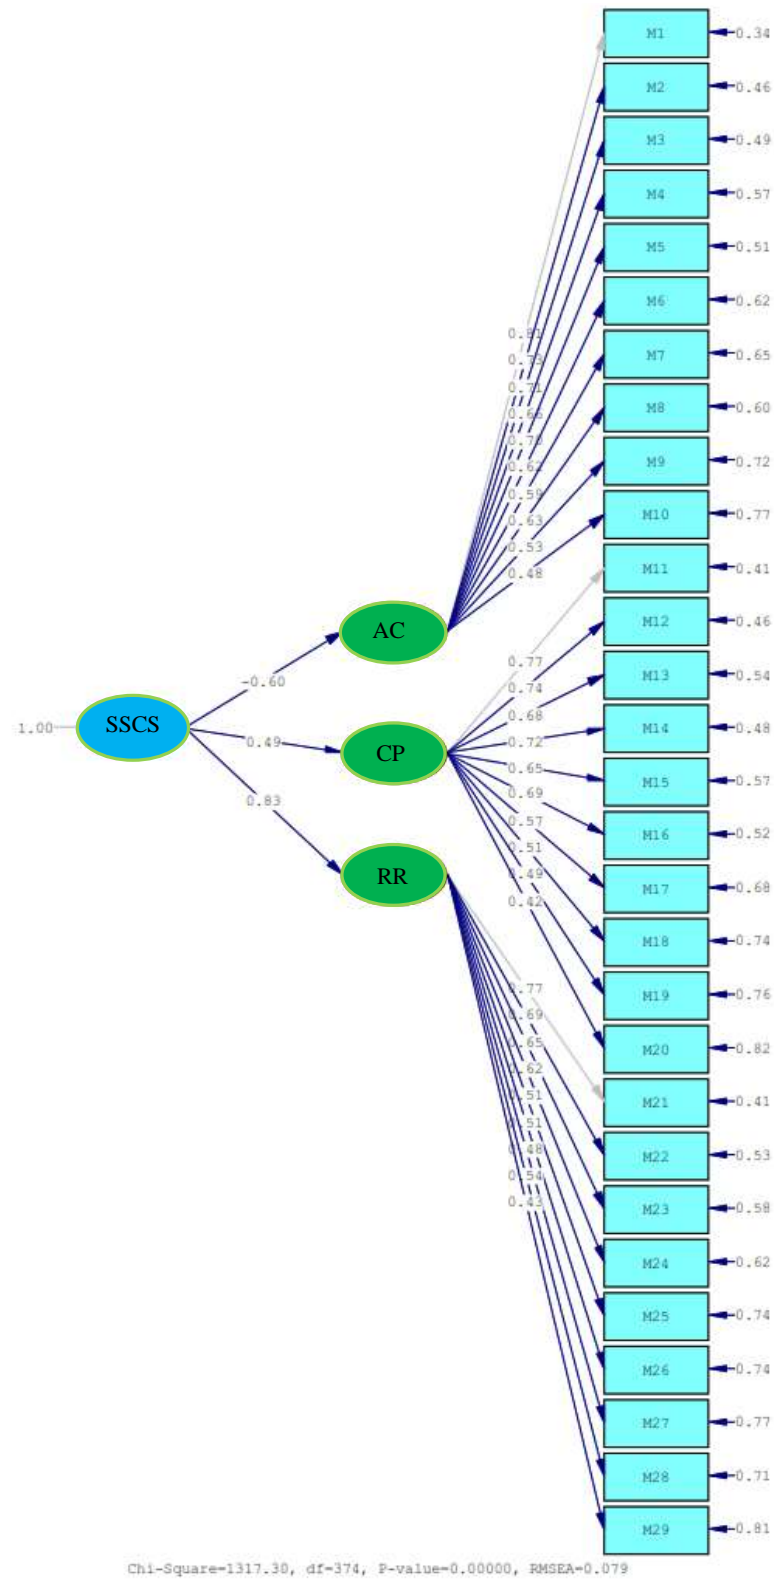 M1
0.34
M2
0.46
M3
0.49
M4
0.57
M5
0.51
M6
0.62
M7
0.65
M8
0.60
M9
0.72
M10
0.77
M11
0.41
M12
0.46
M13
0.54
M14
0.48
M15
0.57
M16
0.52
M17
0.68
M18
0.74
M19
0.76
M20
0.82
M21
0.41
M22
0.53
M23
0.58
M24
0.62
M25
0.74
M26
0.74
M27
0.77
M28
0.71
M29
0.81
0.81
0.73
0.71
0.66
0.70
0.62
0.59
0.63
0.53
0.48
0.77
0.74
0.68
0.72
0.65
0.69
0.57
0.51
0.49
0.42
0.77
0.69
0.65
0.62
0.51
0.51
0.48
0.54
0.43
AC
CP
RR
-0.60
0.49
0.83
1.00
SSCS
Chi-Square=1317.30, df=374, P-value=0.00000, RMSEA=0.079